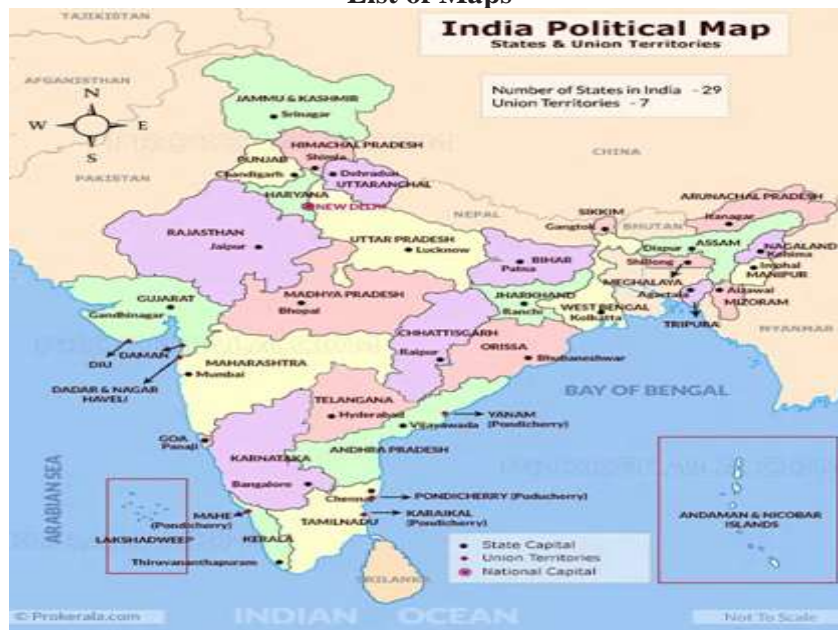 List of Maps
India Political Map
States & Union Territories
Number of States in India - 29
Union Territories - 7
TAJIKISTAN
AFGANISTHAN
PAKISTAN
CHINA
NEPAL
BHUTAN
MYANMAR
N
W
E
S
JAMMU & KASHMIR
Srinagar
HIMACHAL PRADESH
Shimla
PUNJAB
Chandigarh
Dehradun
UTTARANCHAL
HARYANA
NEW DELHI
RAJASTHAN
Jaipur
UTTAR PRADESH
Lucknow
BIHAR
Patna
SIKKIM
Gangtok
ARUNACHAL PRADESH
Itanagar
Dispur
ASSAM
NAGALAND
Kohima
Shillong
MEGHALAYA
Imphal
MANIPUR
Agartala
Aizawal
MIZORAM
TRIPURA
GUJARAT
Gandhinagar
MADHYA PRADESH
Bhopal
JHARKHAND
Ranchi
WEST BENGAL
Kolkatta
CHHATTISGARH
Raipur
ORISSA
Bhubaneshwar
DIU
DAMAN
DADAR & NAGAR
HAVELI
MAHARASHTRA
Mumbai
TELANGANA
Hyderabad
Vijayawada
YANAM
(Pondicherry)
BAY OF BENGAL
GOA
Panaji
ANDHRA PRADESH
KARNATAKA
Bangalore
Chennai
PONDICHERRY (Puducherry)
KARAIKAL
(Pondicherry)
MAHE
(Pondicherry)
TAMILNADU
KERALA
LAKSHADWEEP
Thiruvananthapuram
ARABIAN SEA
SRILANKA
ANDAMAN & NICOBAR
ISLANDS
State Capital
Union Territories
National Capital
© Prokerala.com
INDIAN OCEAN
Not To Scale